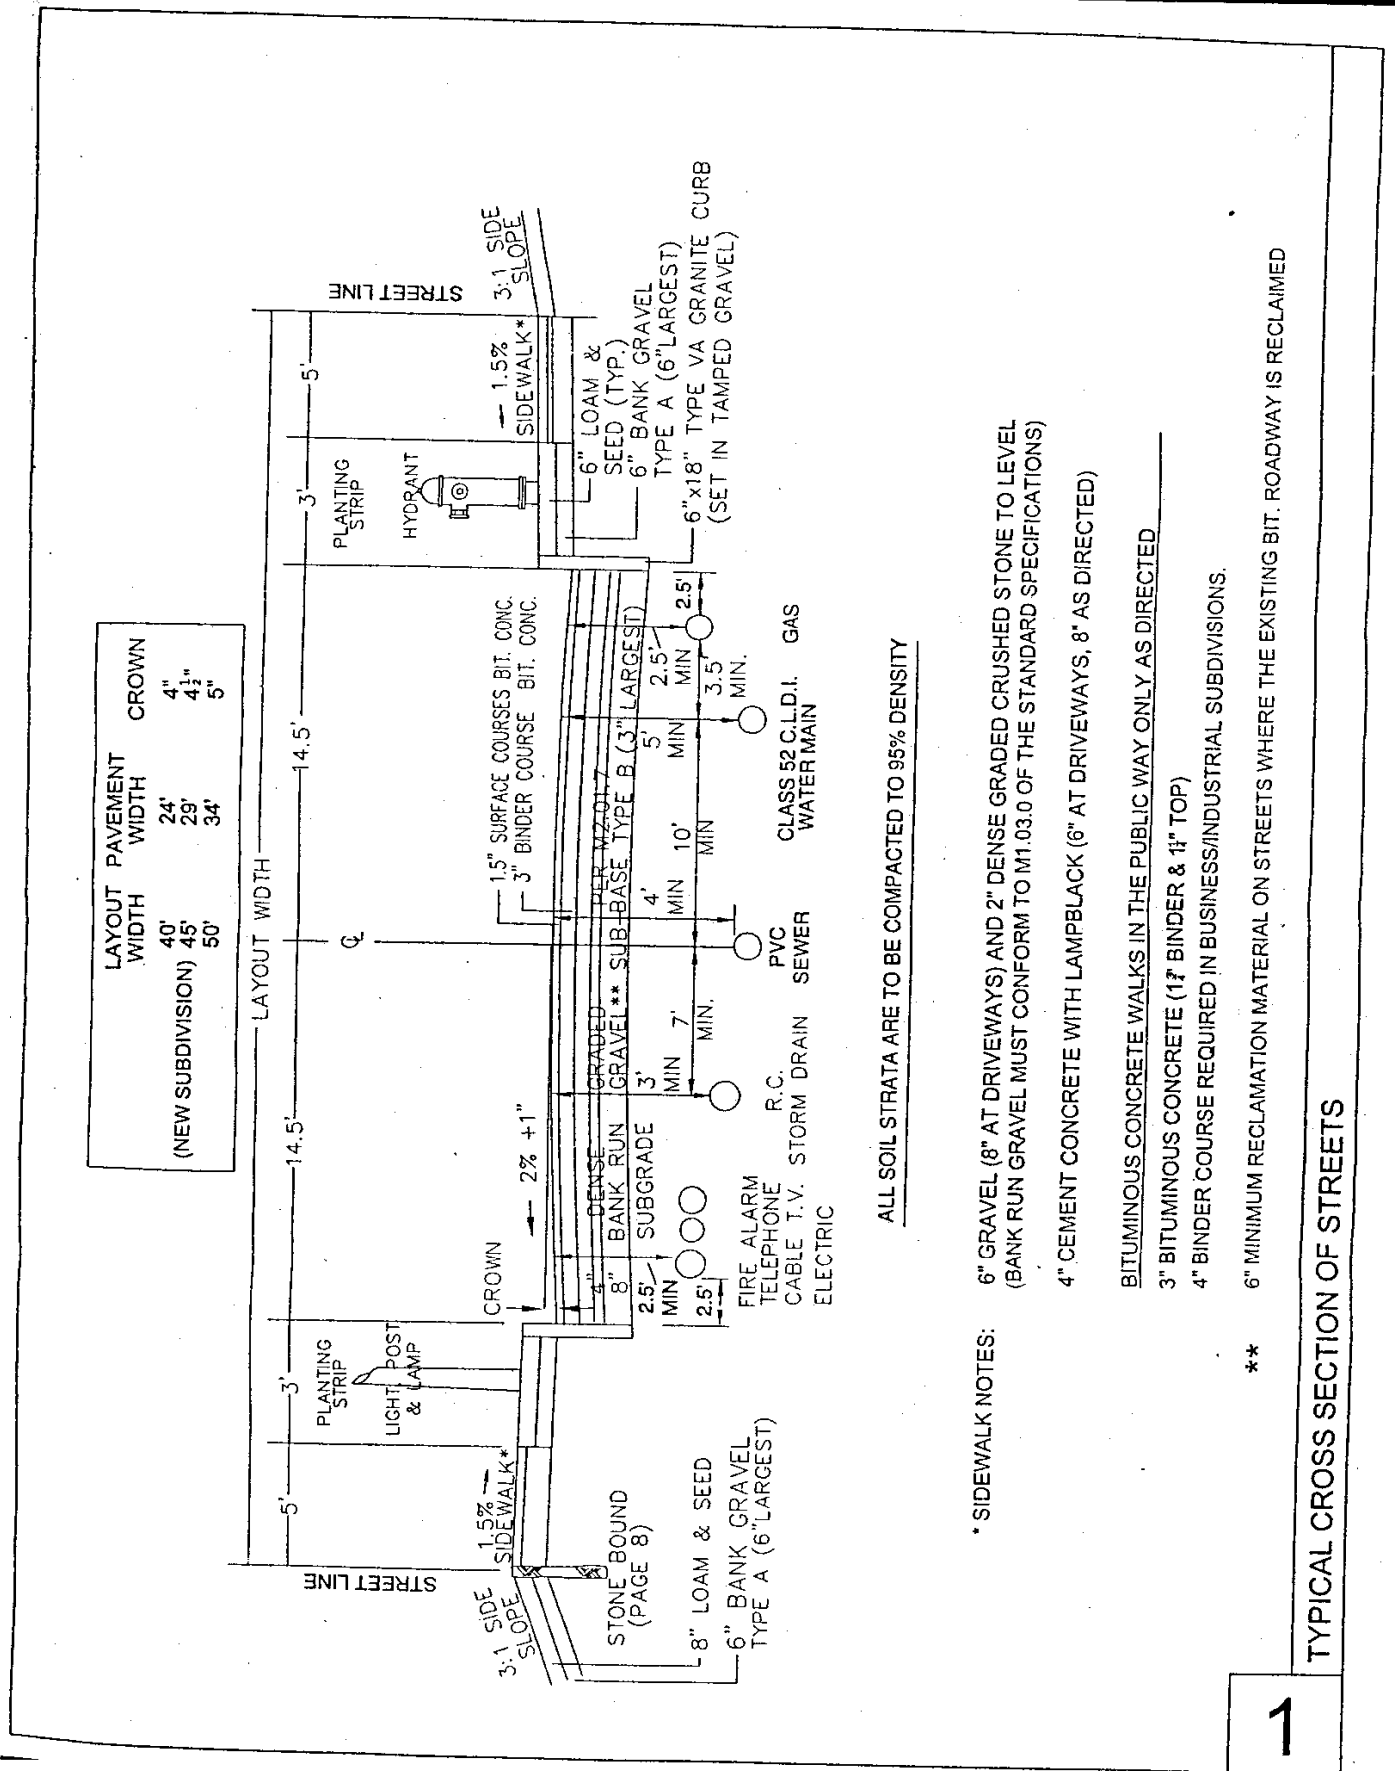 LAYOUT PAVEMENT
WIDTH WIDTH CROWN
40' 24' 4"
(NEW SUBDIVISION) 45' 29' 4½"
50' 34' 5"
LAYOUT WIDTH
5' 3' 14.5' 14.5' 3' 5'
STREET LINE
STREET LINE
℄
PLANTING
STRIP
LIGHT POST
& LAMP
PLANTING
STRIP
HYDRANT
3:1 SIDE
SLOPE
1.5%
SIDEWALK*
CROWN
2% +1"
1.5" SURFACE COURSES BIT. CONC.
3" BINDER COURSE BIT. CONC.
1.5%
SIDEWALK*
3:1 SIDE
SLOPE
4" DENSE GRADED PER M2.01.7
8" BANK RUN GRAVEL** SUB-BASE TYPE B (3" LARGEST)
SUBGRADE
6" LOAM &
SEED (TYP.)
6" BANK GRAVEL
TYPE A (6"LARGEST)
6"x18" TYPE VA GRANITE CURB
(SET IN TAMPED GRAVEL)
STONE BOUND
(PAGE 8)
8" LOAM & SEED
6" BANK GRAVEL
TYPE A (6"LARGEST)
2.5'
MIN
2.5'
3'
MIN
7'
MIN.
4'
MIN
10'
MIN
5'
MIN
2.5'
MIN
3.5'
MIN.
2.5'
FIRE ALARM
TELEPHONE
CABLE T.V.
ELECTRIC
R.C.
STORM DRAIN
PVC
SEWER
CLASS 52 C.L.D.I.
WATER MAIN
GAS
ALL SOIL STRATA ARE TO BE COMPACTED TO 95% DENSITY
* SIDEWALK NOTES: 6" GRAVEL (8" AT DRIVEWAYS) AND 2" DENSE GRADED CRUSHED STONE TO LEVEL
(BANK RUN GRAVEL MUST CONFORM TO M1.03.0 OF THE STANDARD SPECIFICATIONS)
4" CEMENT CONCRETE WITH LAMPBLACK (6" AT DRIVEWAYS, 8" AS DIRECTED)
BITUMINOUS CONCRETE WALKS IN THE PUBLIC WAY ONLY AS DIRECTED
3" BITUMINOUS CONCRETE ( BINDER & TOP)
4" BINDER COURSE REQUIRED IN BUSINESS/INDUSTRIAL SUBDIVISIONS.
** 6" MINIMUM RECLAMATION MATERIAL ON STREETS WHERE THE EXISTING BIT. ROADWAY IS RECLAIMED
1 TYPICAL CROSS SECTION OF STREETS